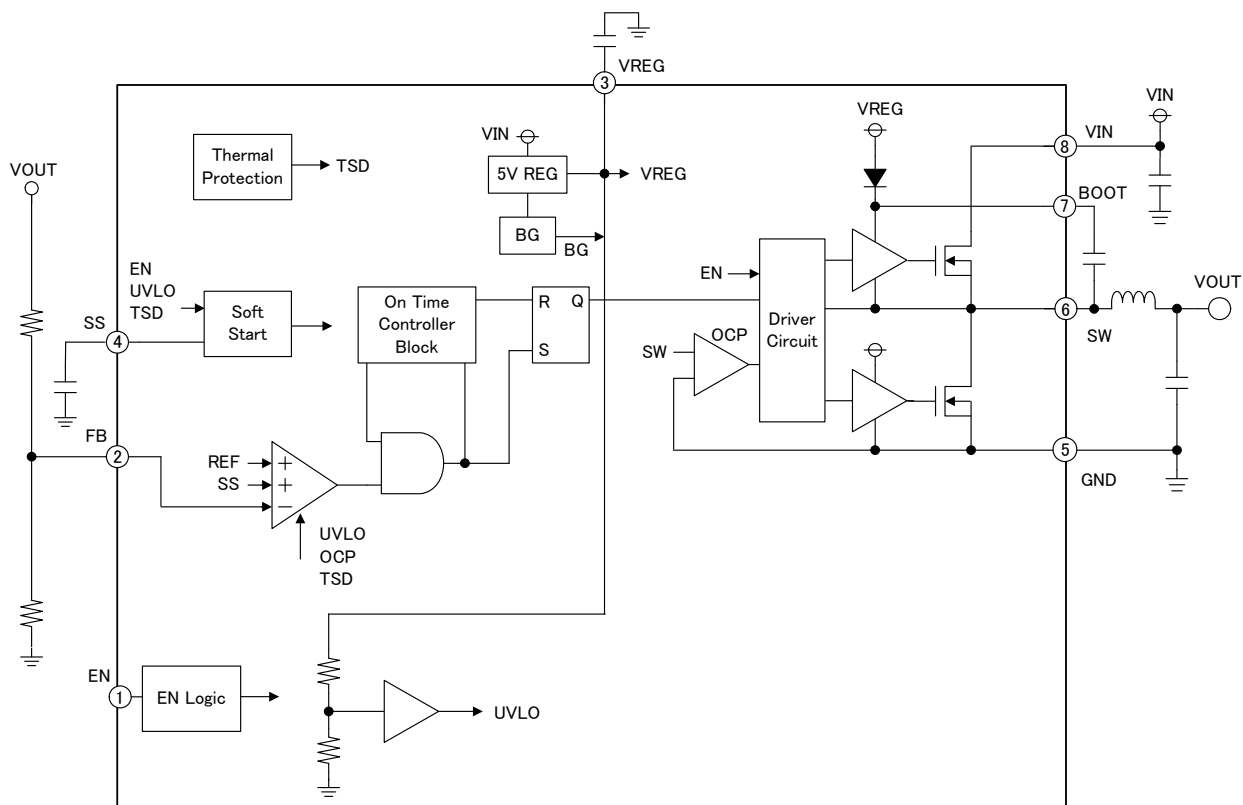 VREG
3
VIN
VREG
VIN
8
VIN
Thermal
Protection
TSD
5V REG
VREG
VOUT
7
BOOT
BG
BG
EN
UVLO
TSD
Soft
Start
SS
4
On Time
Controller
Block
R
Q
S
EN
Driver
Circuit
OCP
SW
6
SW
VOUT
FB
2
REF
SS
+
+
−
UVLO
OCP
TSD
5
GND
EN
1
EN Logic
UVLO